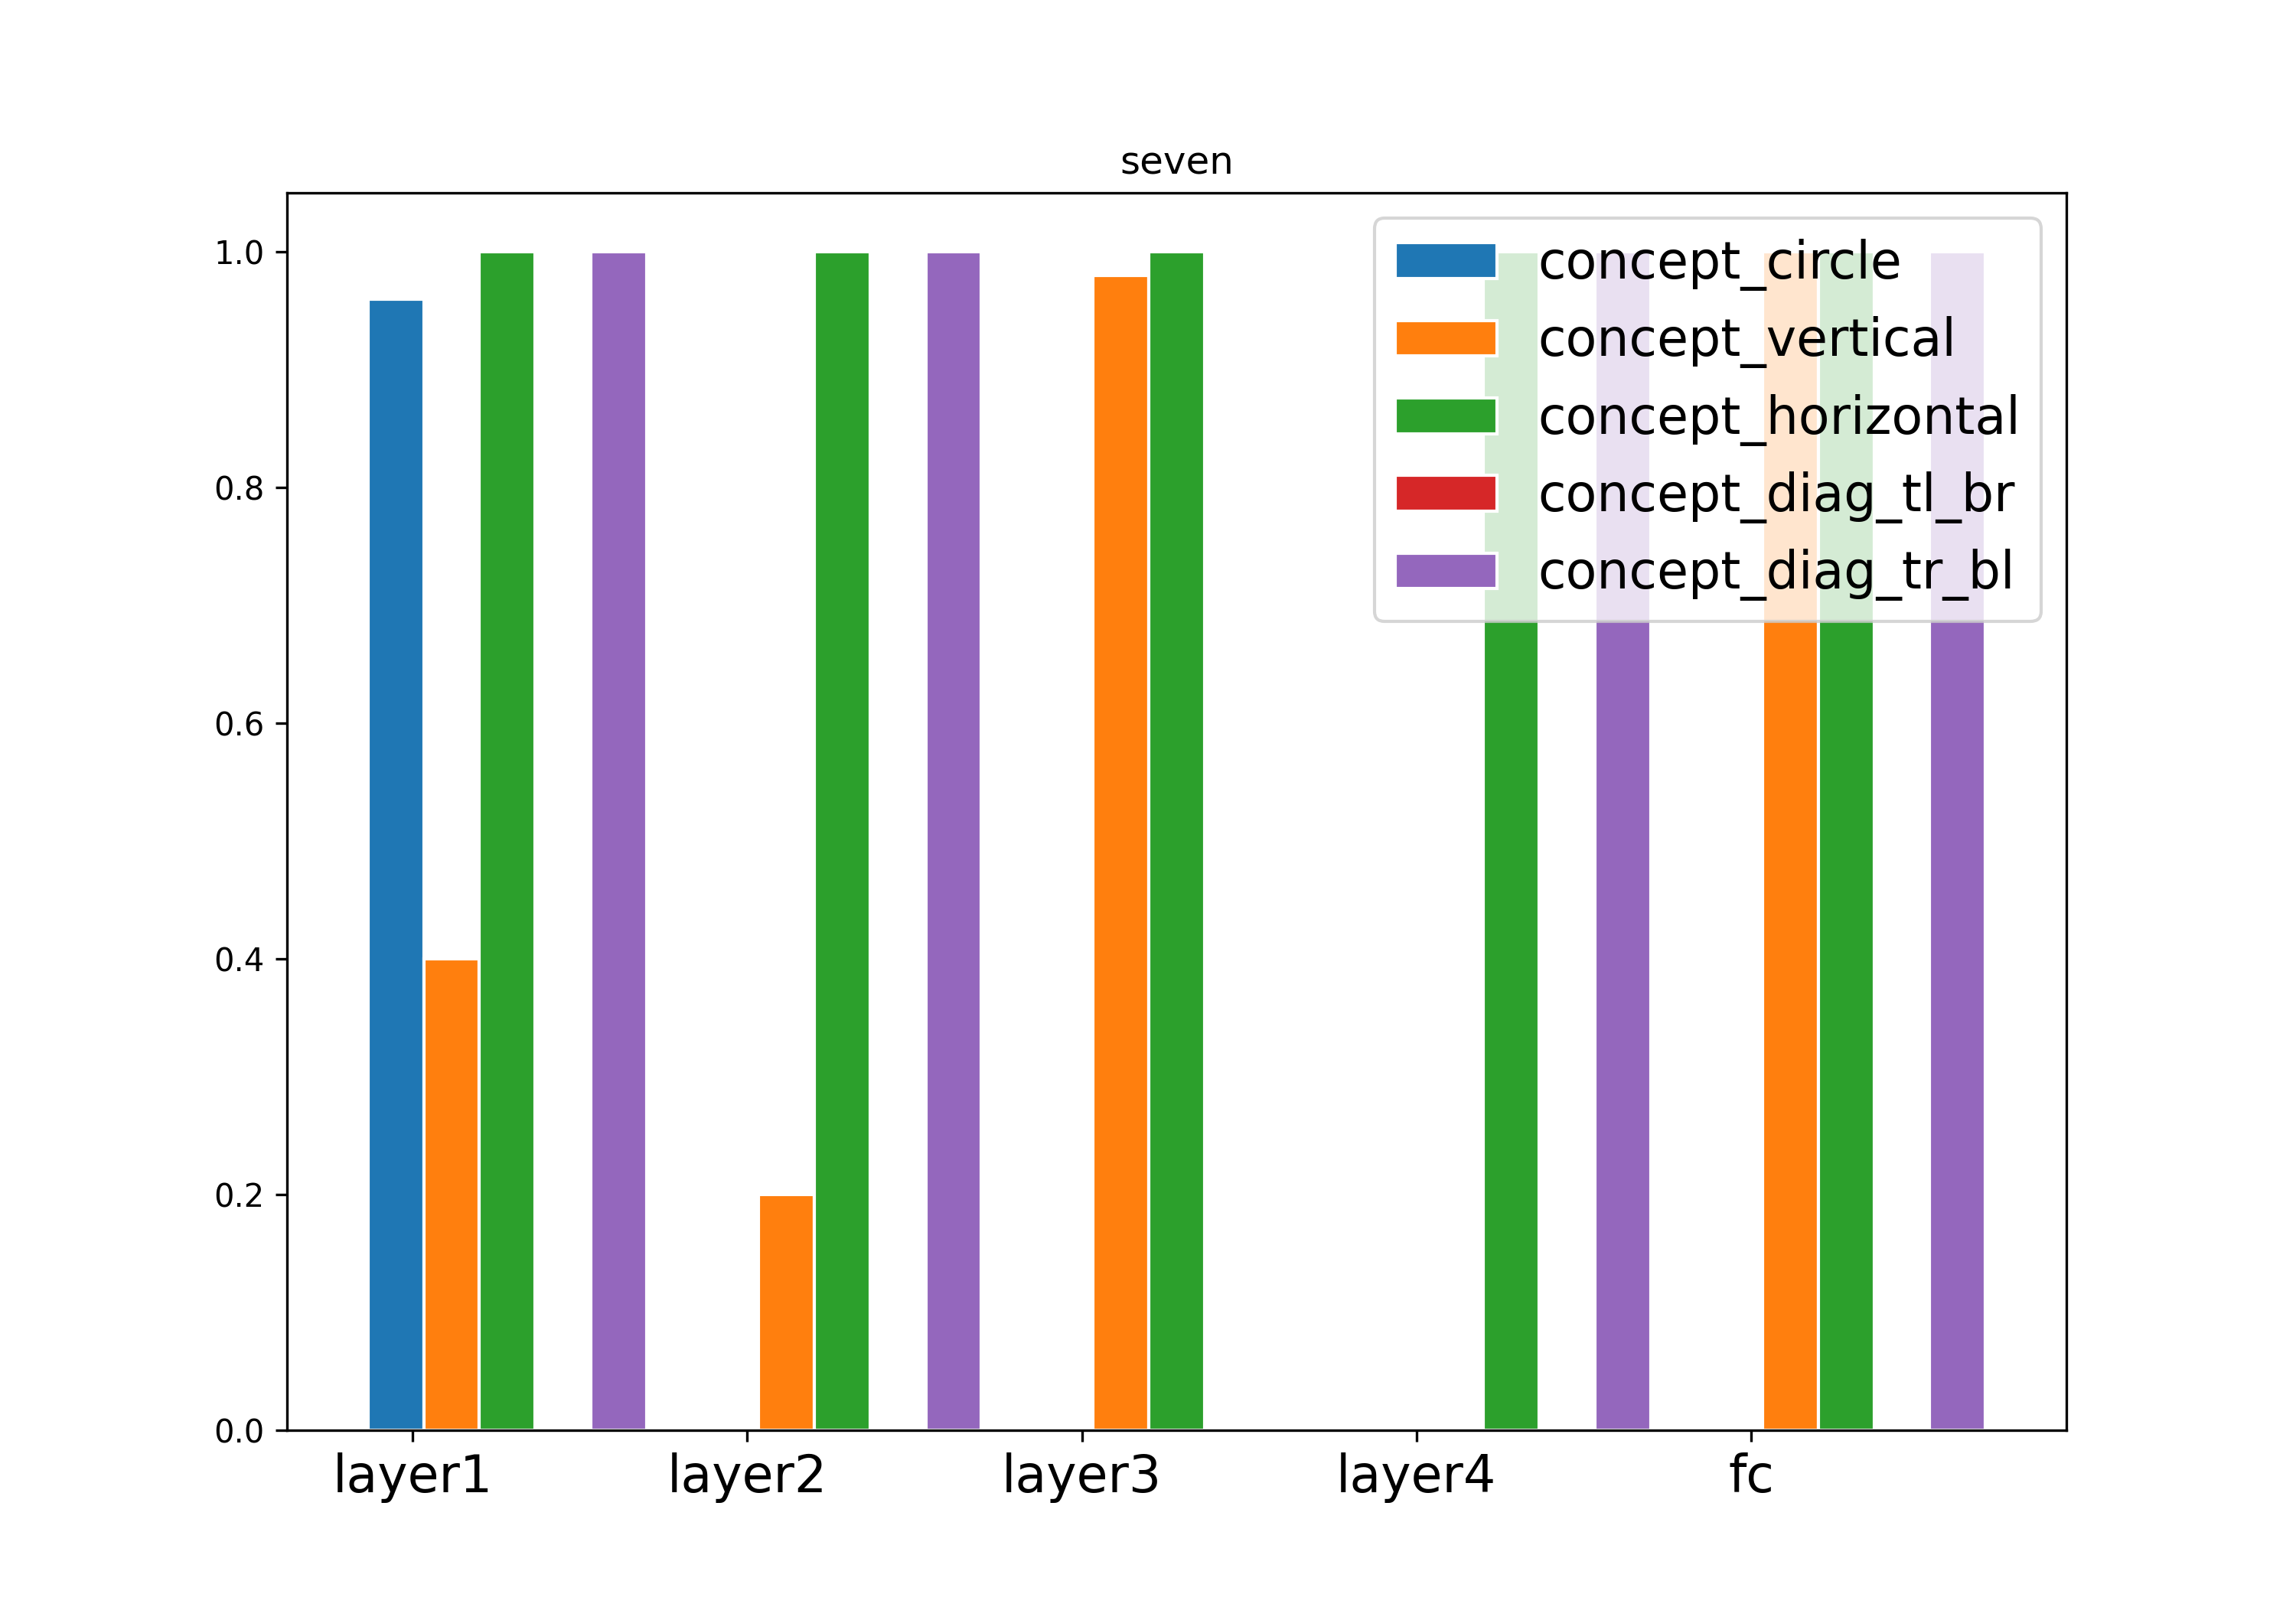 seven
1.0
0.8
0.6
0.4
0.2
0.0
concept_circle
concept_vertical
concept_horizontal
concept_diag_tl_br
concept_diag_tr_bl
layer1 layer2 layer3 layer4 fc